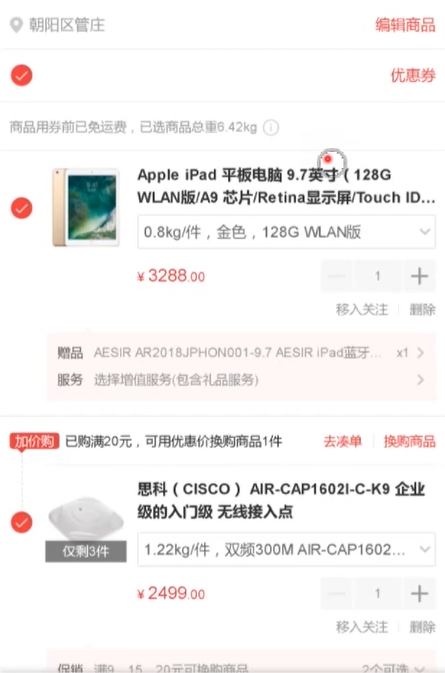 朝阳区管庄
编辑商品
优惠券
商品用券前已免运费，已选商品总重6.42kg
Apple iPad 平板电脑 9.7英寸（128G
WLAN版/A9 芯片/Retina显示屏/Touch ID...
0.8kg/件，金色，128G WLAN版
¥ 3288.00
1
移入关注
删除
赠品 AESIR AR2018JPHON001-9.7 AESIR iPad蓝牙... x1
服务 选择增值服务(包含礼品服务)
加价购 已购满20元，可用优惠价换购商品1件 去凑单 换购商品
思科（CISCO） AIR-CAP1602I-C-K9 企业
级的入门级 无线接入点
仅剩3件
1.22kg/件，双频300M AIR-CAP1602...
¥ 2499.00
1
移入关注
删除
促销 满9、15、20元可换购商品 2个可选